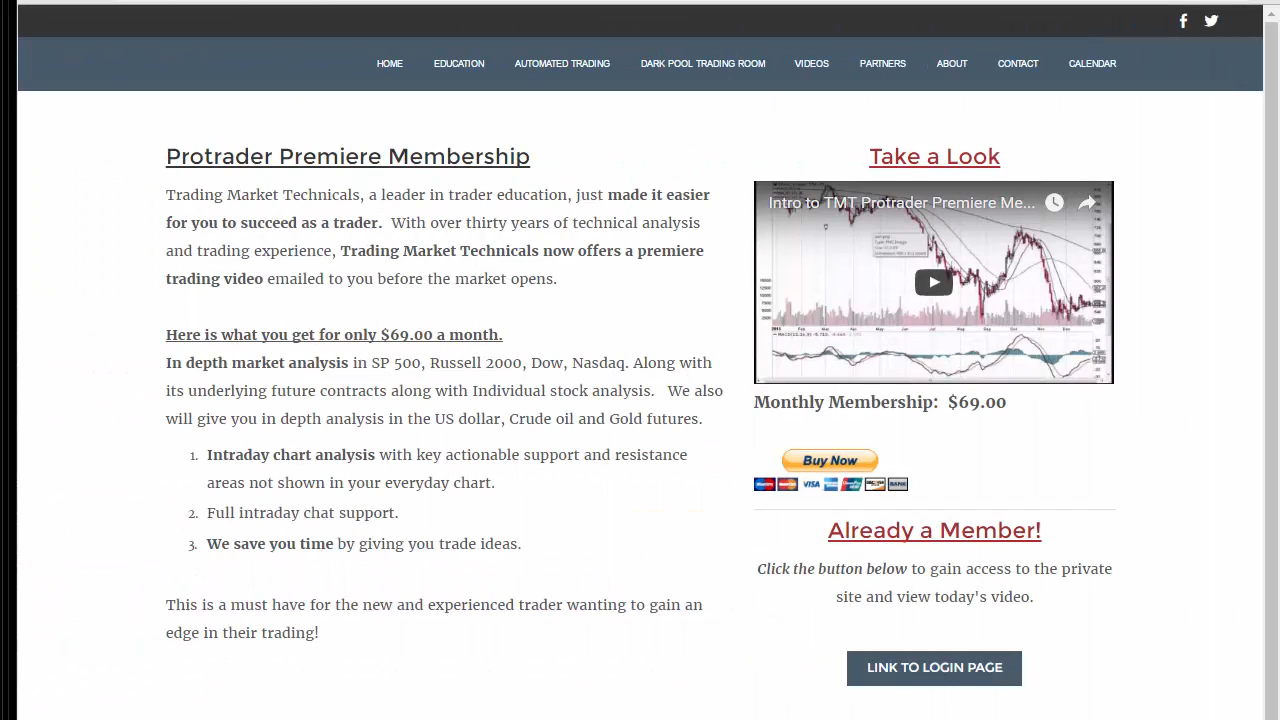 HOME EDUCATION AUTOMATED TRADING DARK POOL TRADING ROOM VIDEOS PARTNERS ABOUT CONTACT CALENDAR
Protrader Premiere Membership
Trading Market Technicals, a leader in trader education, just made it easier
for you to succeed as a trader. With over thirty years of technical analysis
and trading experience, Trading Market Technicals now offers a premiere
trading video emailed to you before the market opens.
Here is what you get for only $69.00 a month.
In depth market analysis in SP 500, Russell 2000, Dow, Nasdaq. Along with
its underlying future contracts along with Individual stock analysis. We also
will give you in depth analysis in the US dollar, Crude oil and Gold futures.
1. Intraday chart analysis with key actionable support and resistance
areas not shown in your everyday chart.
2. Full intraday chat support.
3. We save you time by giving you trade ideas.
This is a must have for the new and experienced trader wanting to gain an
edge in their trading!
Take a Look
Intro to TMT Protrader Premiere Me...
Monthly Membership: $69.00
Buy Now
VISA
BANK
Already a Member!
Click the button below to gain access to the private
site and view today's video.
LINK TO LOGIN PAGE